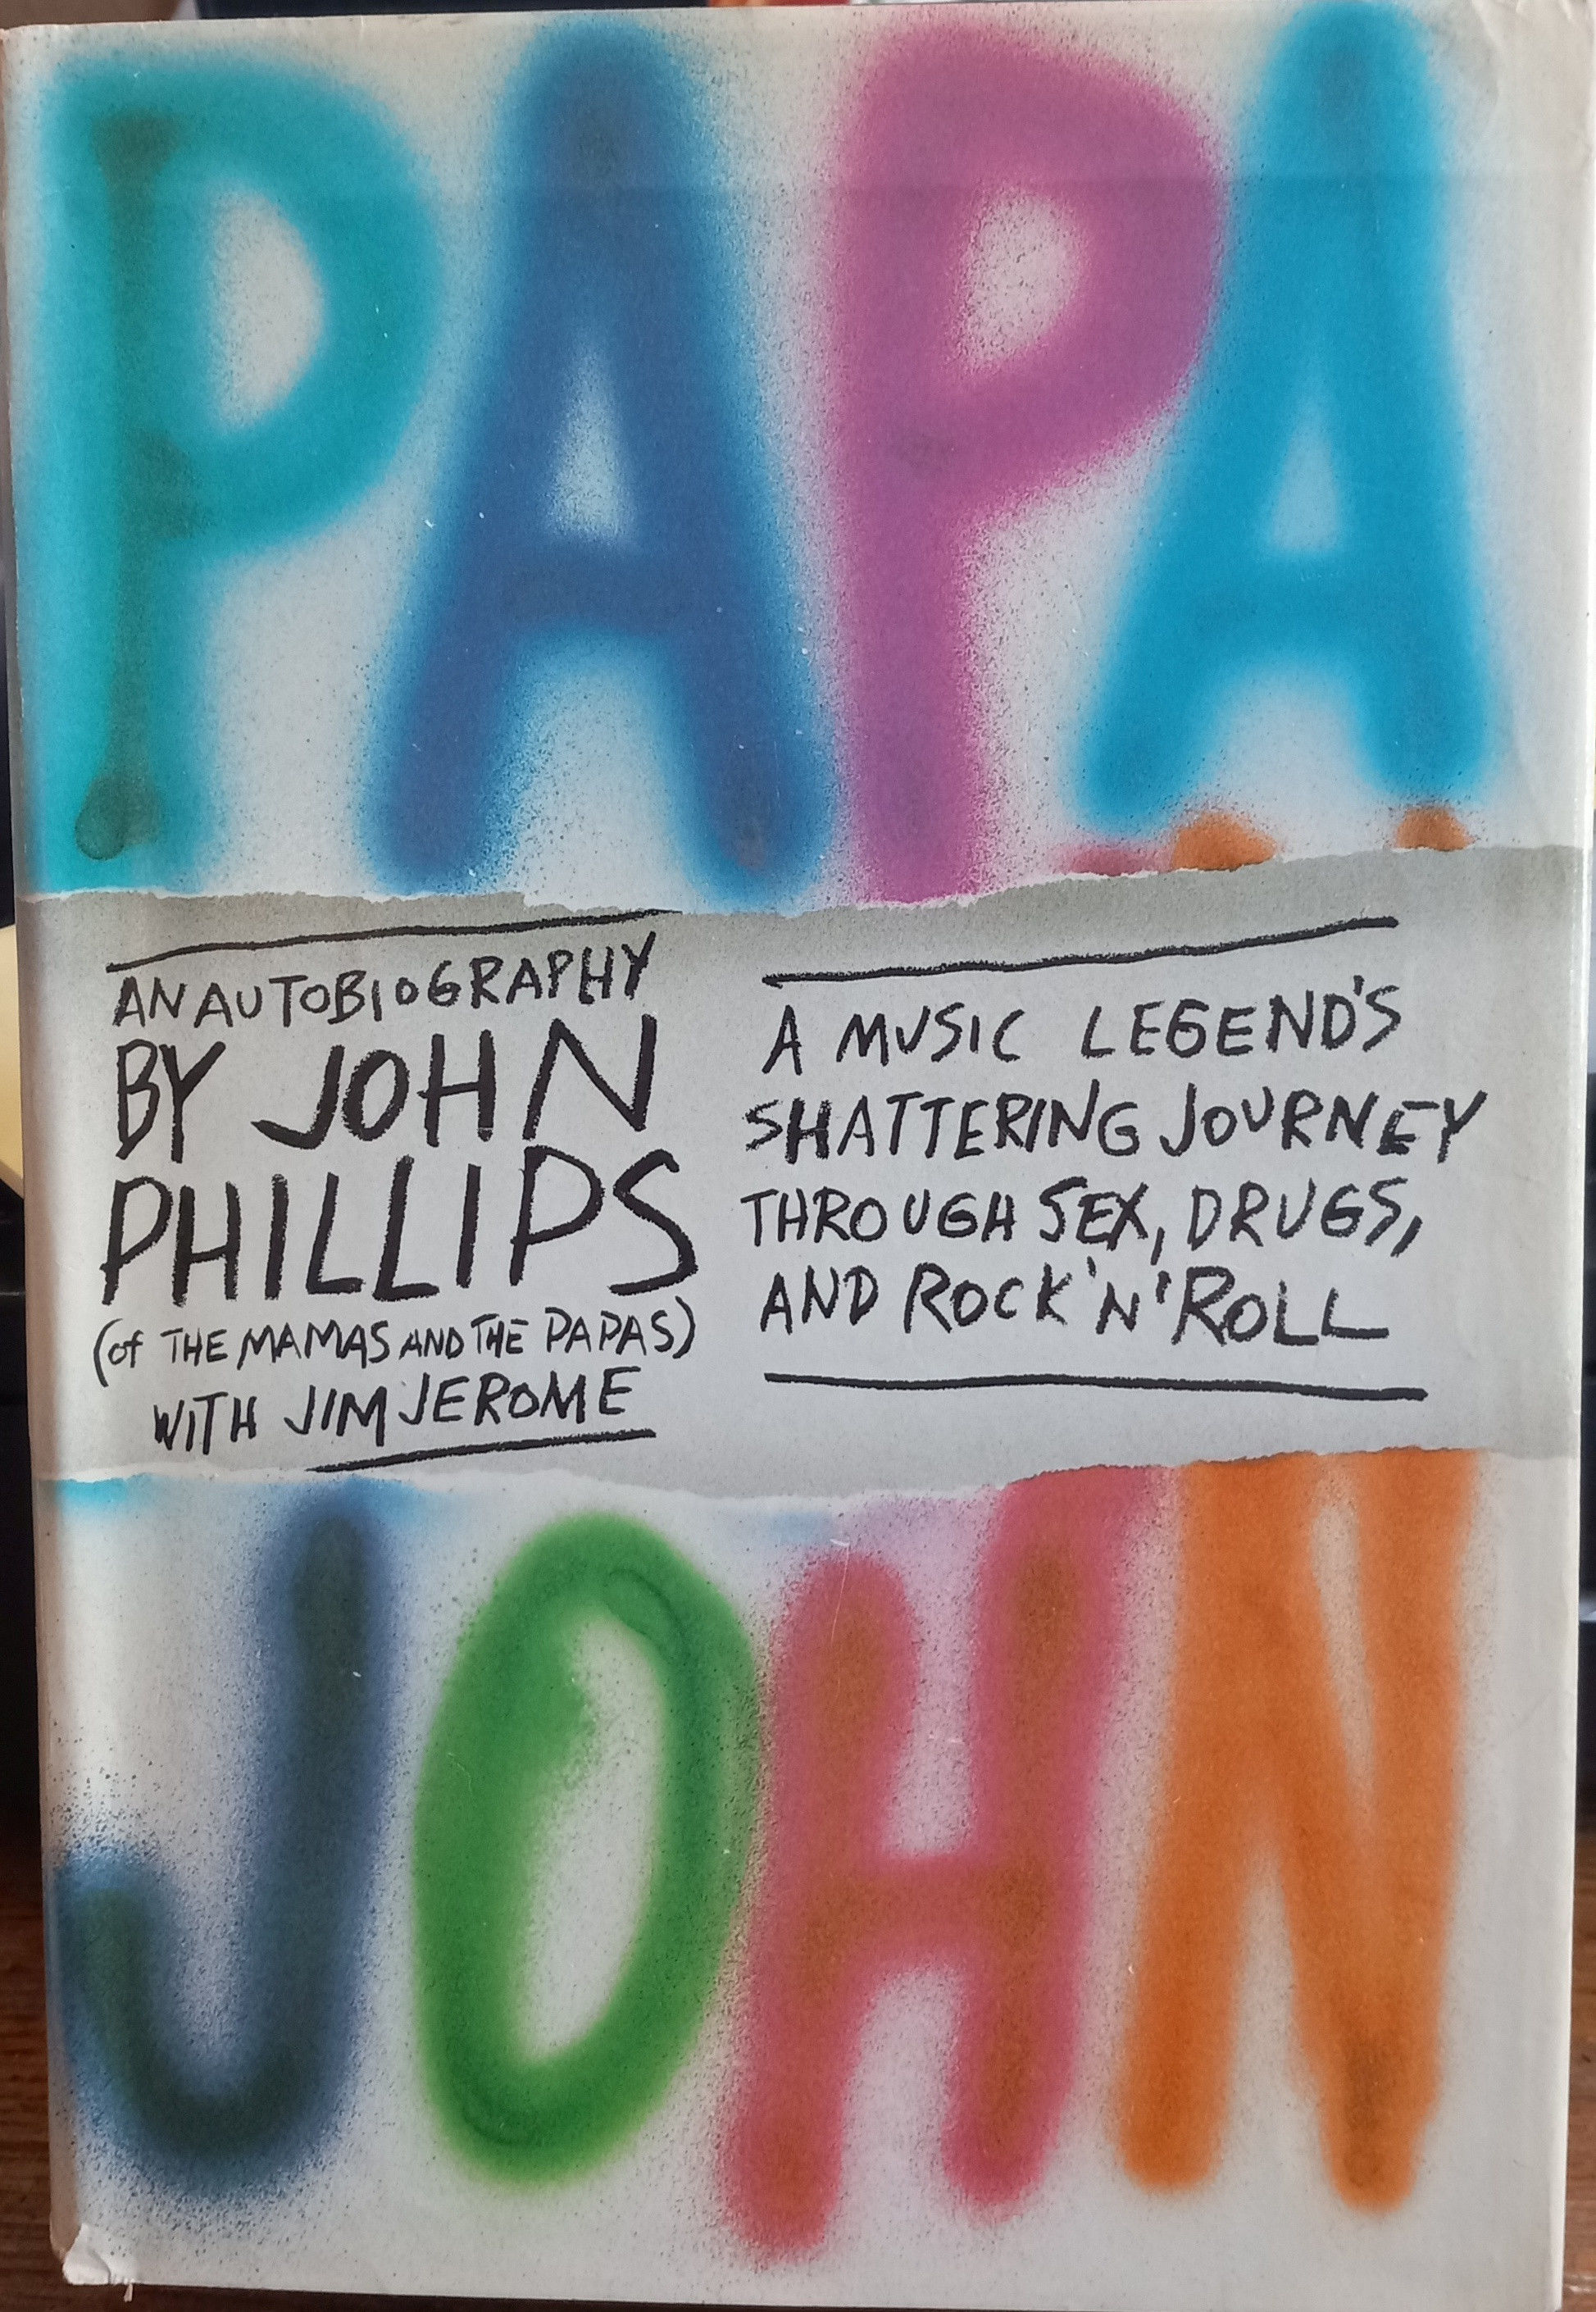 PAPA
AN AUTOBIOGRAPHY
BY JOHN
PHILLIPS
(of THE MAMAS AND THE PAPAS)
WITH JIM JEROME
A MUSIC LEGEND'S
SHATTERING JOURNEY
THROUGH SEX, DRUGS,
AND ROCK 'N' ROLL
JOHN